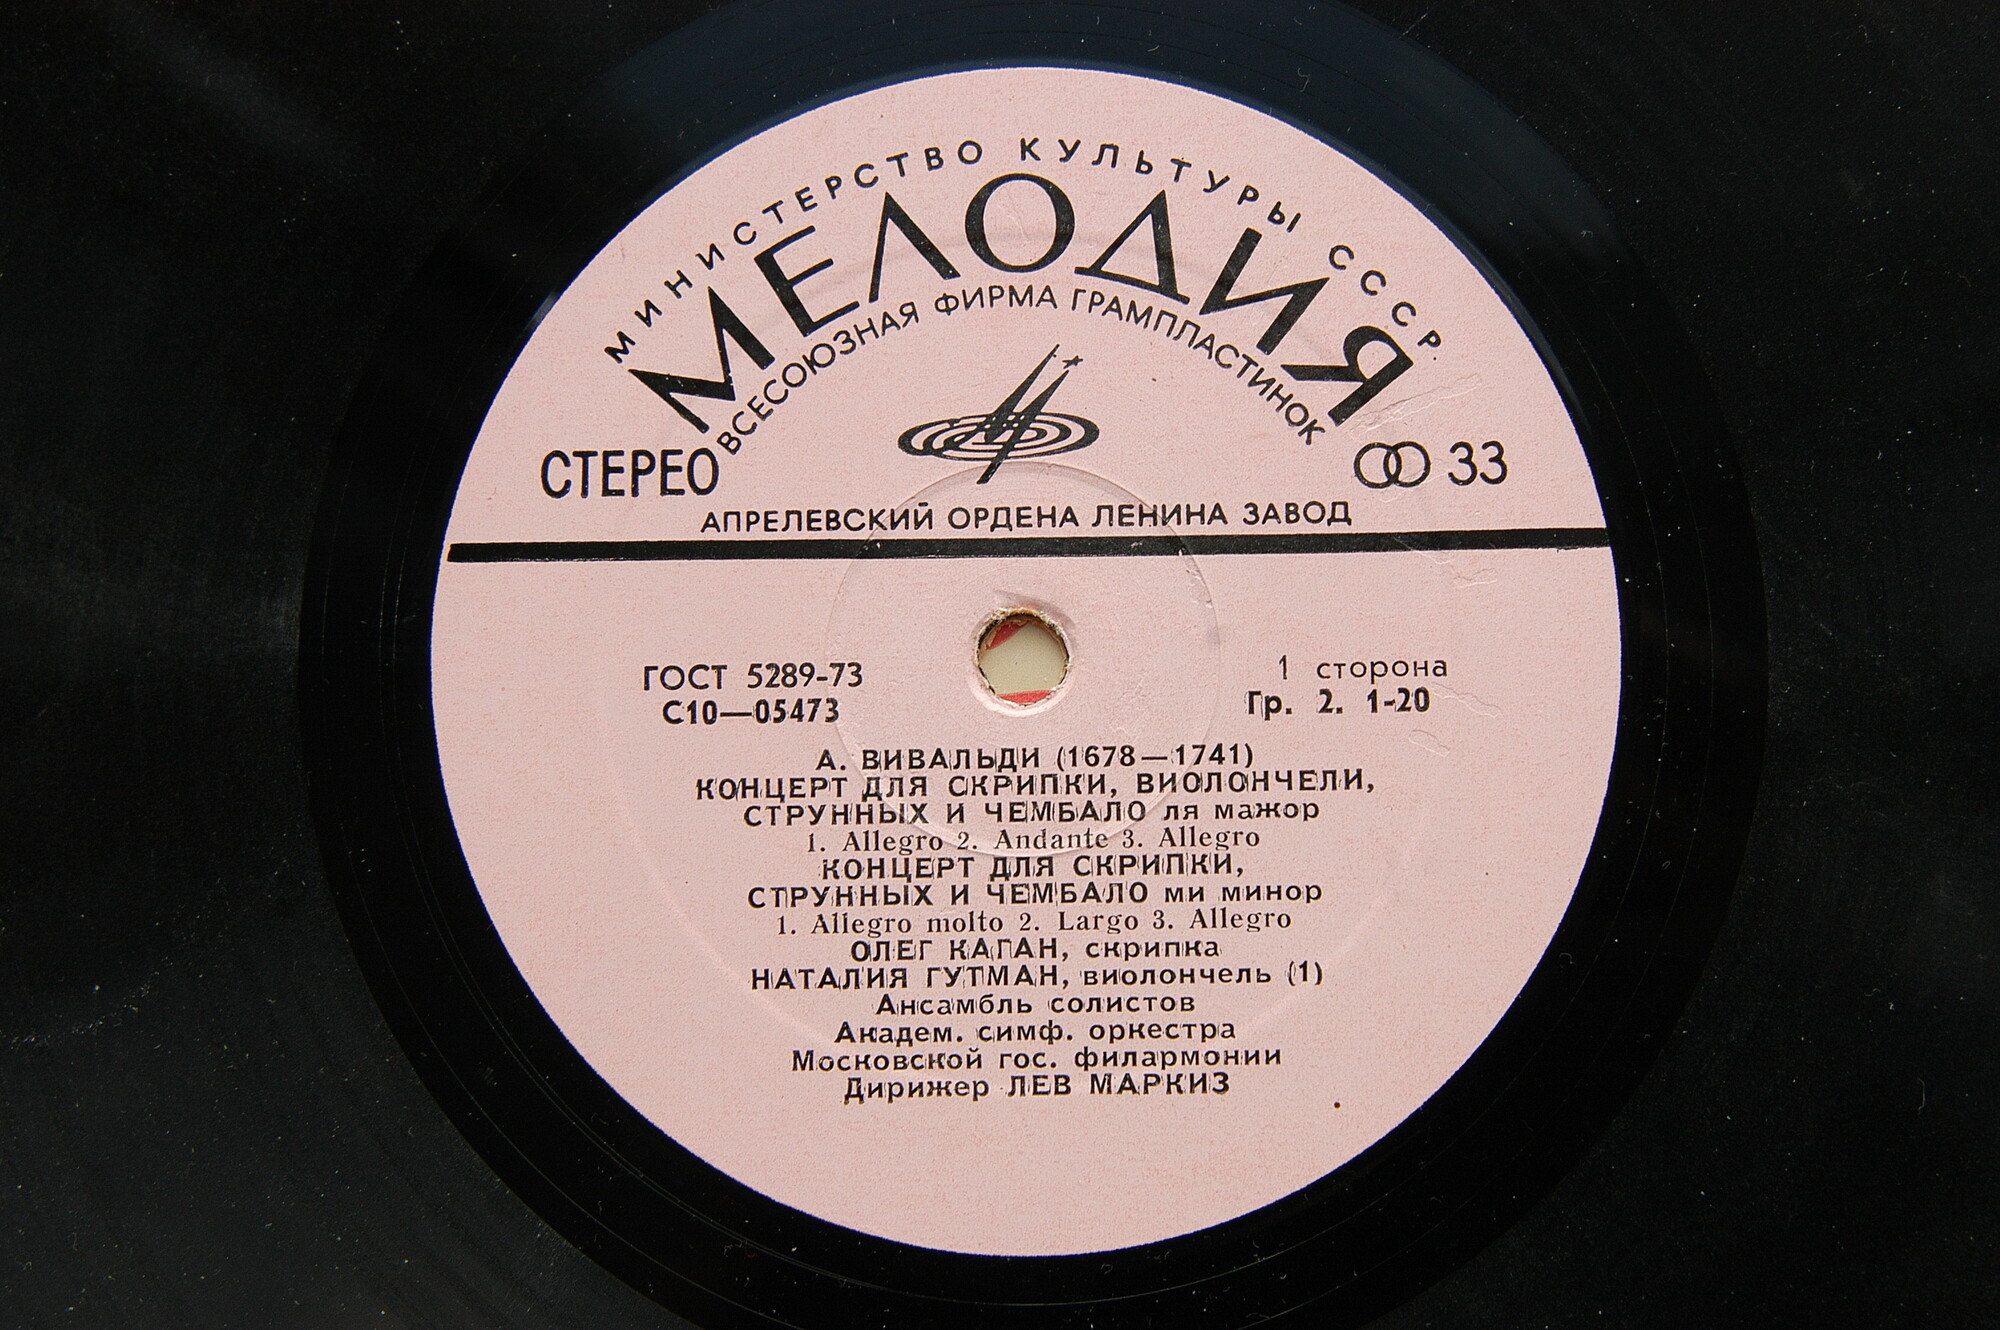 МИНИСТЕРСТВО КУЛЬТУРЫ СССР
МЕЛОДИЯ
ВСЕСОЮЗНАЯ ФИРМА ГРАМПЛАСТИНОК
СТЕРЕО
33
АПРЕЛЕВСКИЙ ОРДЕНА ЛЕНИНА ЗАВОД
ГОСТ 5289-73
С10—05473
1 сторона
Гр. 2. 1-20
А. ВИВАЛЬДИ (1678—1741)
КОНЦЕРТ ДЛЯ СКРИПКИ, ВИОЛОНЧЕЛИ,
СТРУННЫХ И ЧЕМБАЛО ля мажор
1. Allegro 2. Andante 3. Allegro
КОНЦЕРТ ДЛЯ СКРИПКИ,
СТРУННЫХ И ЧЕМБАЛО ми минор
1. Allegro molto 2. Largo 3. Allegro
ОЛЕГ КАГАН, скрипка
НАТАЛИЯ ГУТМАН, виолончель (1)
Ансамбль солистов
Академ. симф. оркестра
Московской гос. филармонии
Дирижер ЛЕВ МАРКИЗ